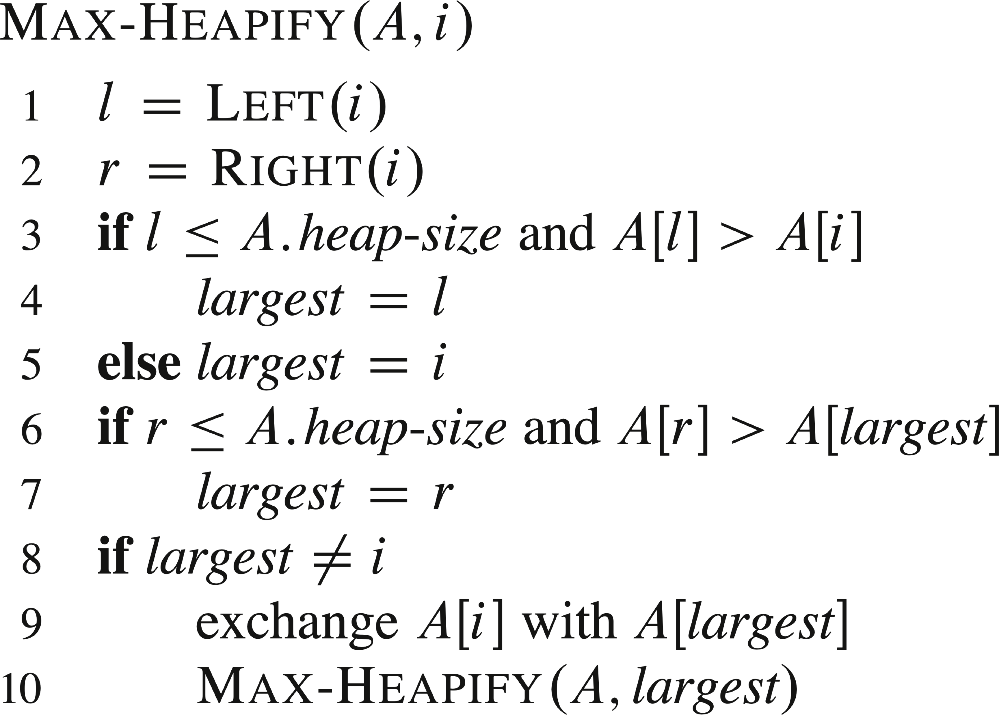 MAX-HEAPIFY(A, i)
1 l = LEFT(i)
2 r = RIGHT(i)
3 if l ≤ A.heap-size and A[l] > A[i]
4 largest = l
5 else largest = i
6 if r ≤ A.heap-size and A[r] > A[largest]
7 largest = r
8 if largest ≠ i
9 exchange A[i] with A[largest]
10 MAX-HEAPIFY(A, largest)